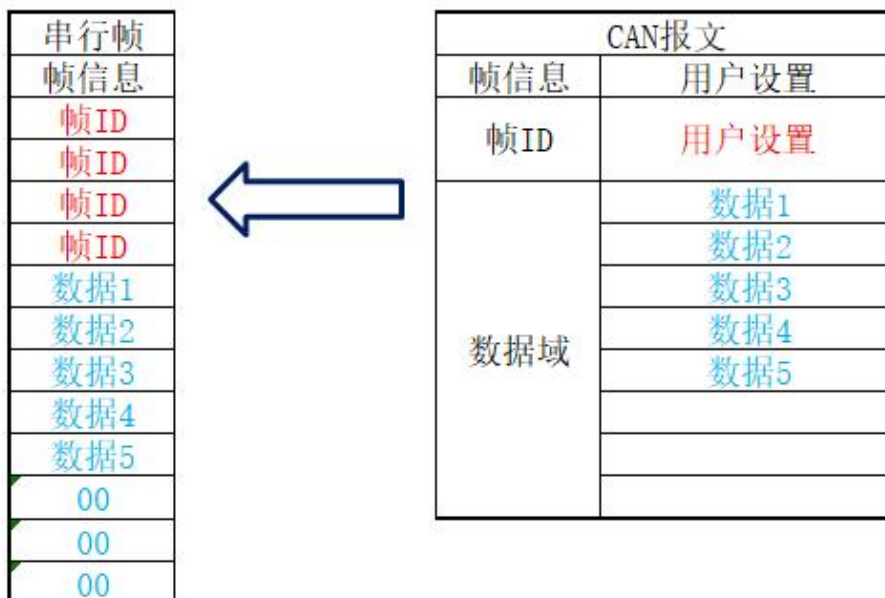 串行帧
帧信息
帧ID
帧ID
帧ID
帧ID
数据1
数据2
数据3
数据4
数据5
00
00
00
CAN报文
帧信息 用户设置
帧ID 用户设置
数据域
数据1
数据2
数据3
数据4
数据5